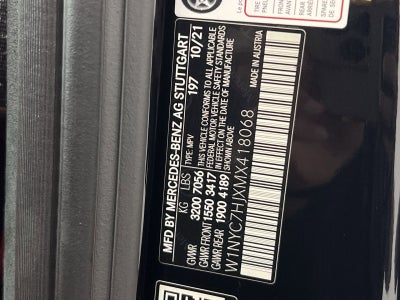 MFD BY MERCEDES-BENZ AG STUTTGART
TYPE: MPV 197 10/21
KG LBS
GVWR 3200 7056
GAWR FRONT 1550 3417
GAWR REAR 1900 4189
THIS VEHICLE CONFORMS TO ALL APPLICABLE
FEDERAL MOTOR VEHICLE SAFETY STANDARDS
IN EFFECT ON THE DATE OF MANUFACTURE
SHOWN ABOVE
W1NYC7HJXMX418068
MADE IN AUSTRIA